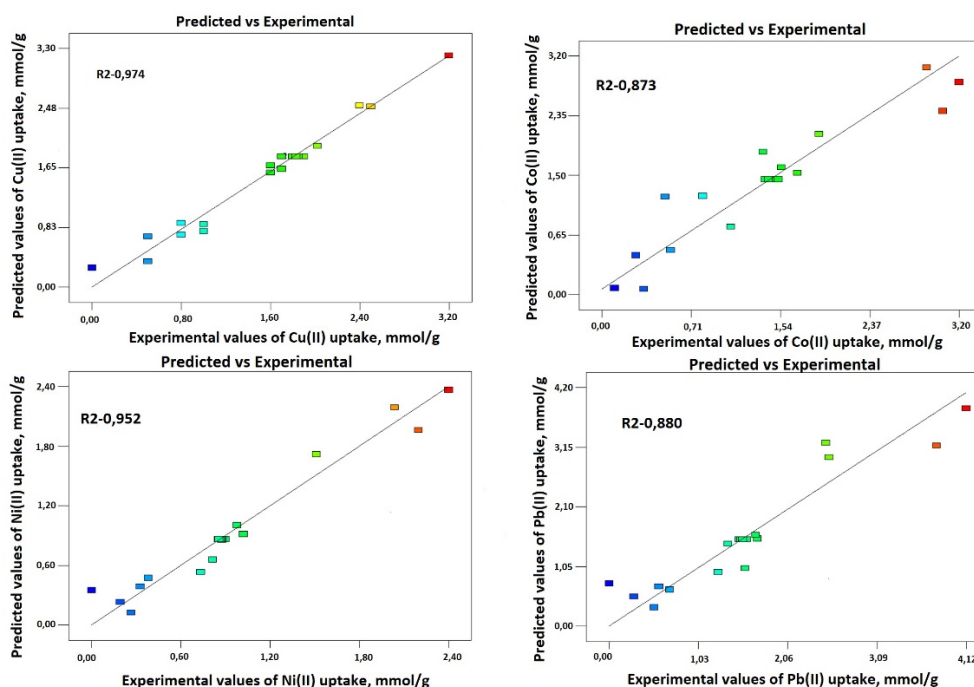 Predicted vs Experimental
3,30
2,48
1,65
0,83
0,00
R2-0,974
Predicted values of Cu(II) uptake, mmol/g
0,00 0,80 1,60 2,40 3,20
Experimental values of Cu(II) uptake, mmol/g
Predicted vs Experimental
3,20
2,35
1,50
0,65
0,00
R2-0,873
Predicted values of Co(II) uptake, mmol/g
0,00 0,71 1,54 2,37 3,20
Experimental values of Co(II) uptake, mmol/g
Predicted vs Experimental
2,40
1,80
1,20
0,60
0,00
R2-0,952
Predicted values of Ni(II) uptake, mmol/g
0,00 0,60 1,20 1,80 2,40
Experimental values of Ni(II) uptake, mmol/g
Predicted vs Experimental
4,20
3,15
2,10
1,05
0,00
R2-0,880
Predicted values of Pb(II) uptake, mmol/g
0,00 1,03 2,06 3,09 4,12
Experimental values of Pb(II) uptake, mmol/g